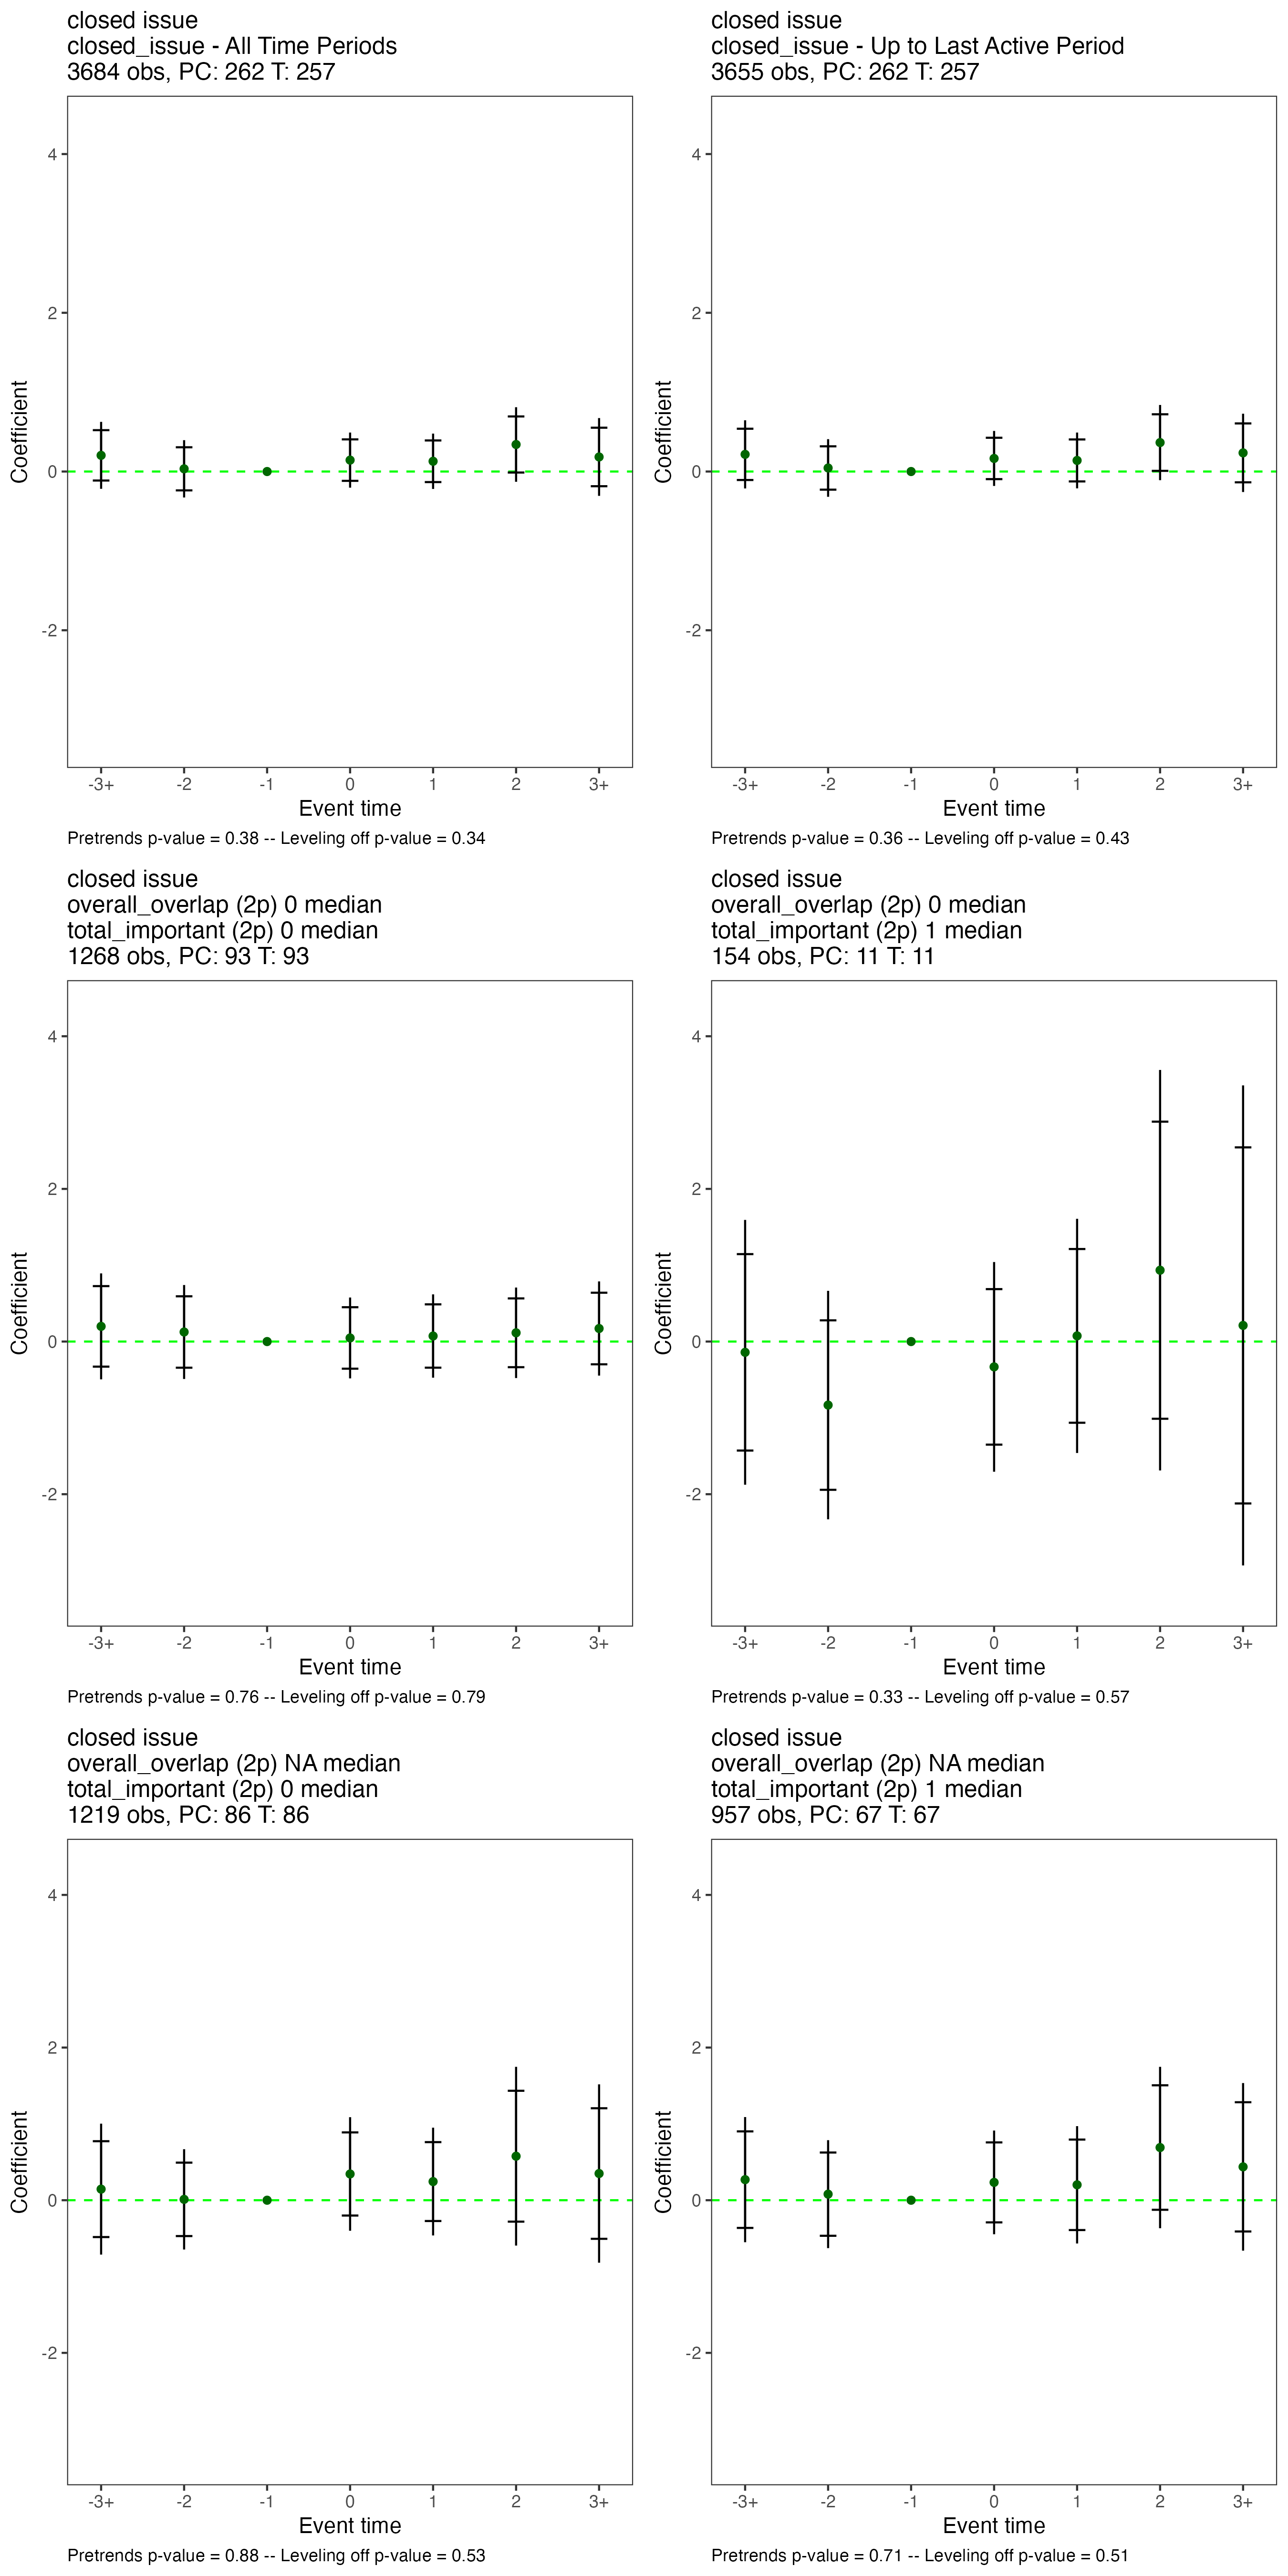 closed issue
closed_issue - All Time Periods
3684 obs, PC: 262 T: 257
4
2
0
-2
Coefficient
-3+ -2 -1 0 1 2 3+
Event time
Pretrends p-value = 0.38 -- Leveling off p-value = 0.34
closed issue
closed_issue - Up to Last Active Period
3655 obs, PC: 262 T: 257
4
2
0
-2
Coefficient
-3+ -2 -1 0 1 2 3+
Event time
Pretrends p-value = 0.36 -- Leveling off p-value = 0.43
closed issue
overall_overlap (2p) 0 median
total_important (2p) 0 median
1268 obs, PC: 93 T: 93
4
2
0
-2
Coefficient
-3+ -2 -1 0 1 2 3+
Event time
Pretrends p-value = 0.76 -- Leveling off p-value = 0.79
closed issue
overall_overlap (2p) 0 median
total_important (2p) 1 median
154 obs, PC: 11 T: 11
4
2
0
-2
Coefficient
-3+ -2 -1 0 1 2 3+
Event time
Pretrends p-value = 0.33 -- Leveling off p-value = 0.57
closed issue
overall_overlap (2p) NA median
total_important (2p) 0 median
1219 obs, PC: 86 T: 86
4
2
0
-2
Coefficient
-3+ -2 -1 0 1 2 3+
Event time
Pretrends p-value = 0.88 -- Leveling off p-value = 0.53
closed issue
overall_overlap (2p) NA median
total_important (2p) 1 median
957 obs, PC: 67 T: 67
4
2
0
-2
Coefficient
-3+ -2 -1 0 1 2 3+
Event time
Pretrends p-value = 0.71 -- Leveling off p-value = 0.51